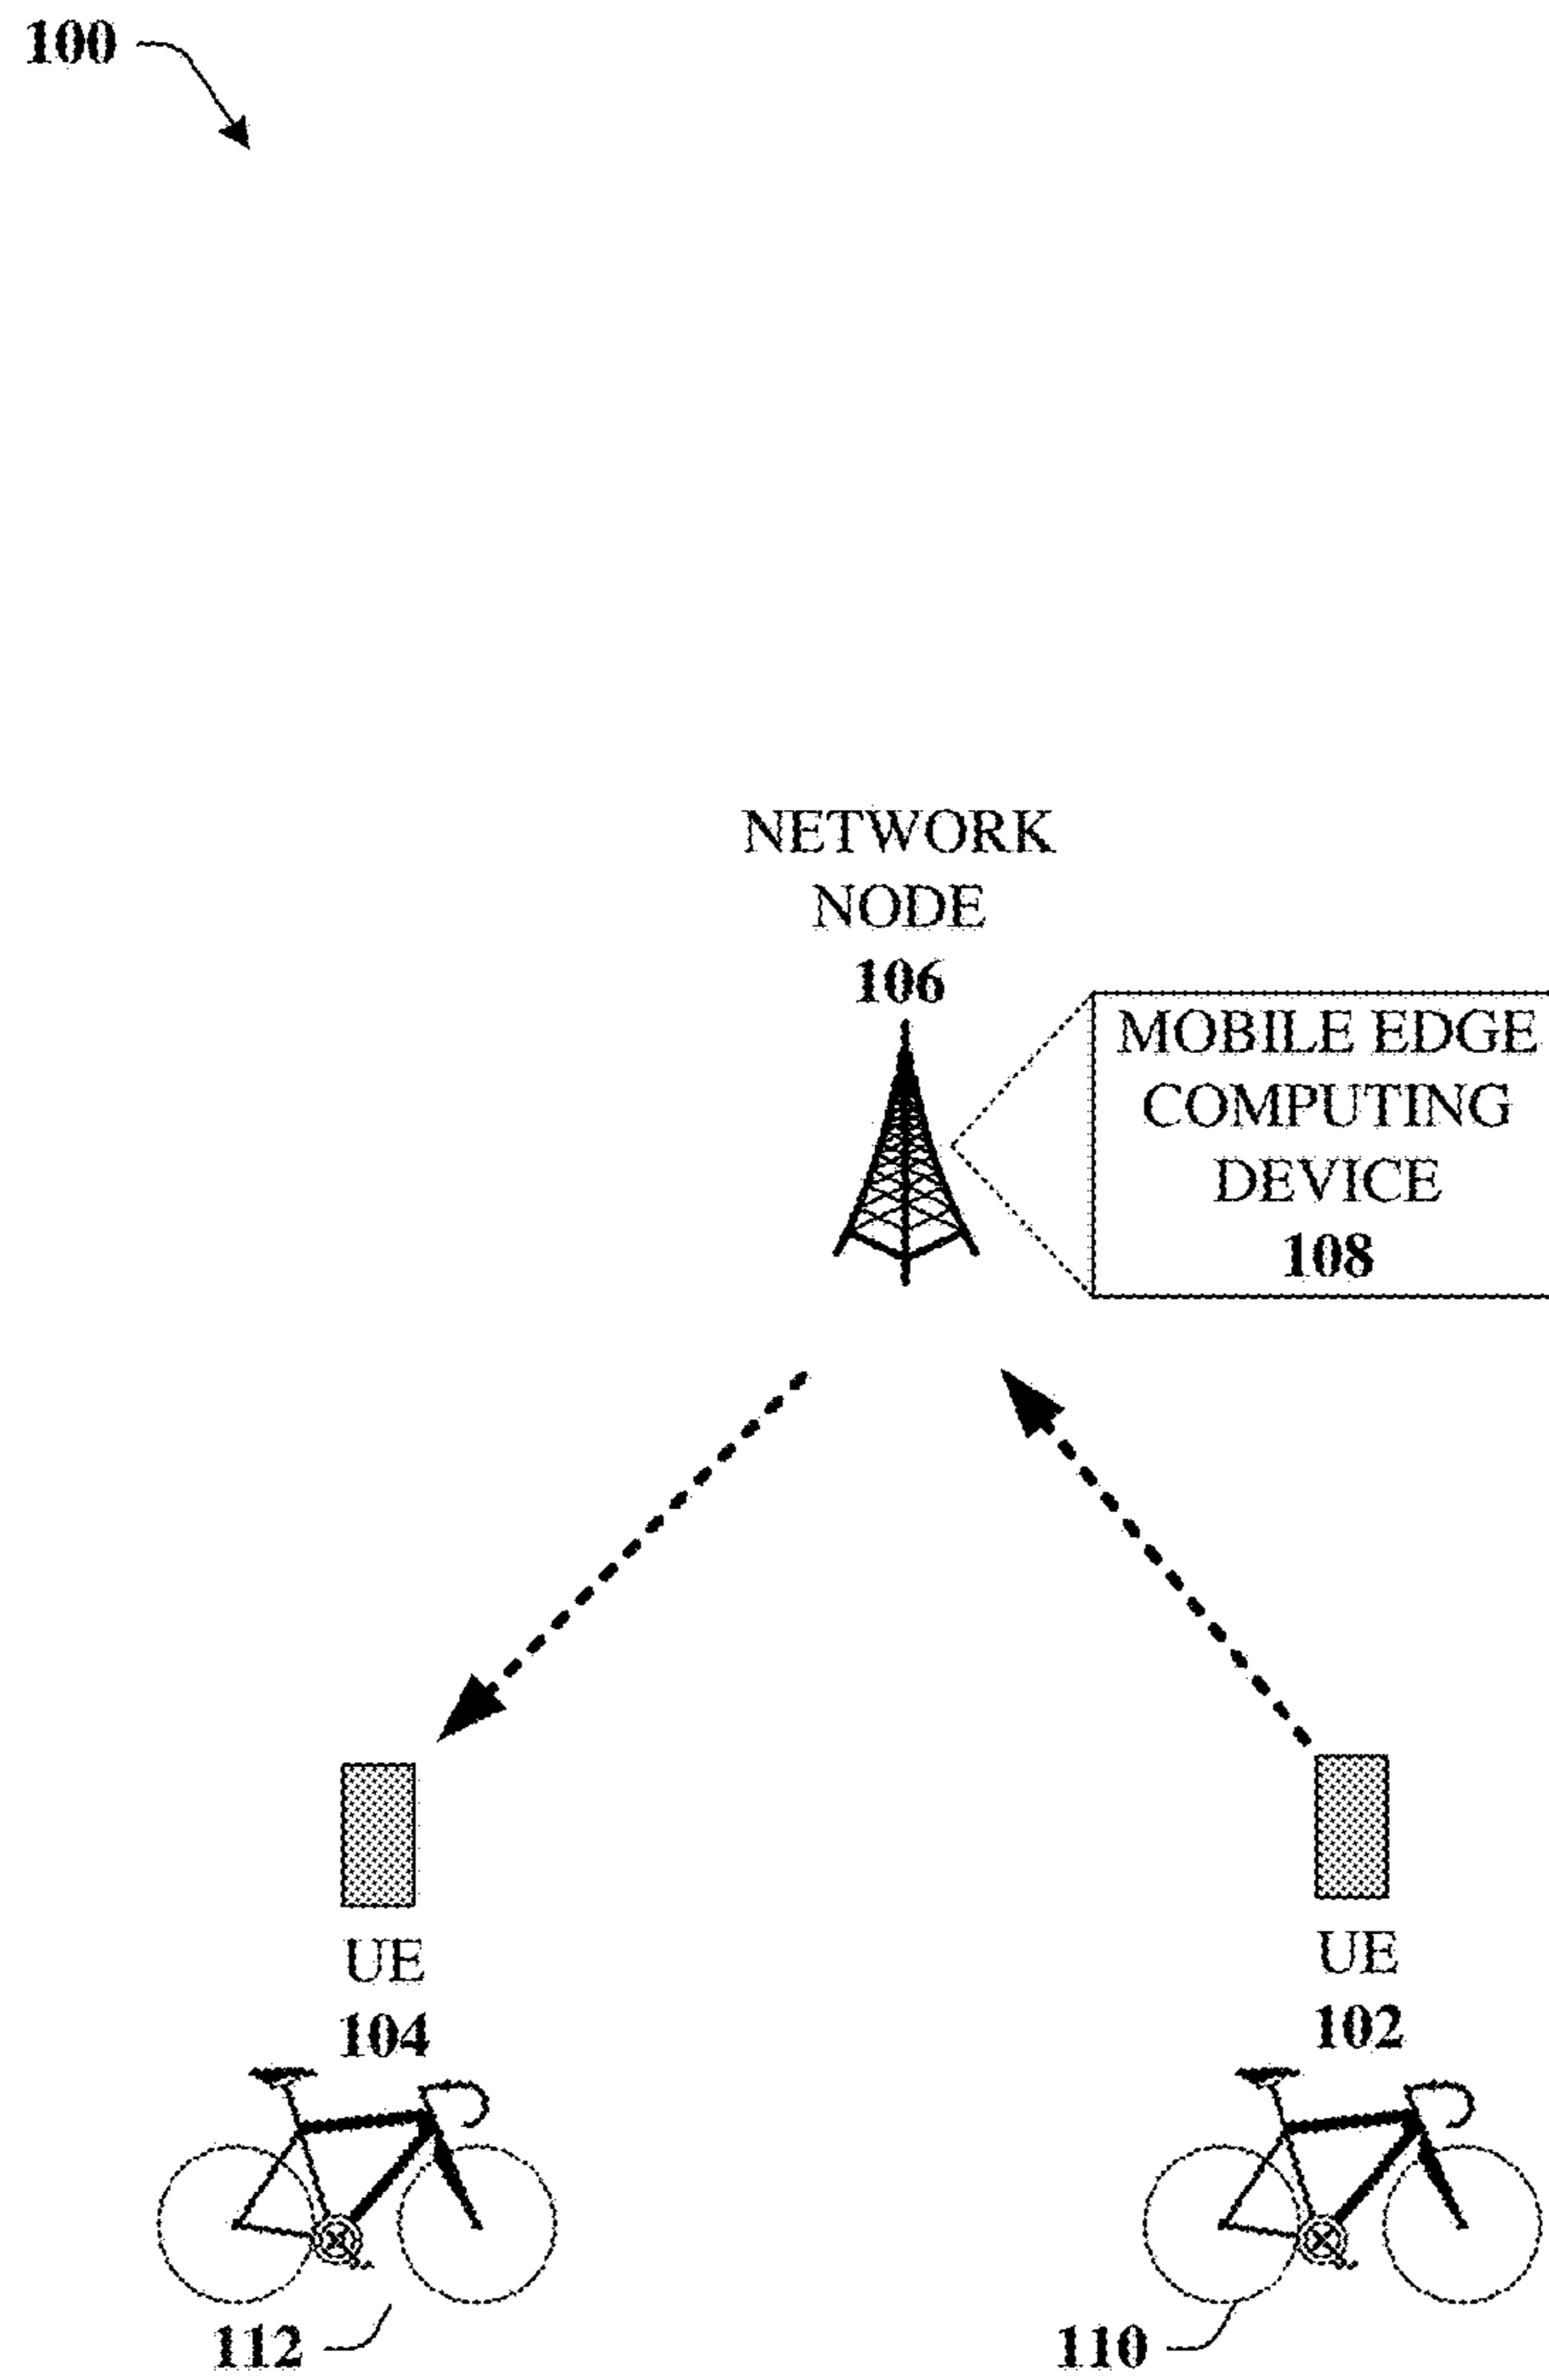 100
NETWORK
NODE
106
MOBILE EDGE
COMPUTING
DEVICE
108
UE
104
UE
102
112
110